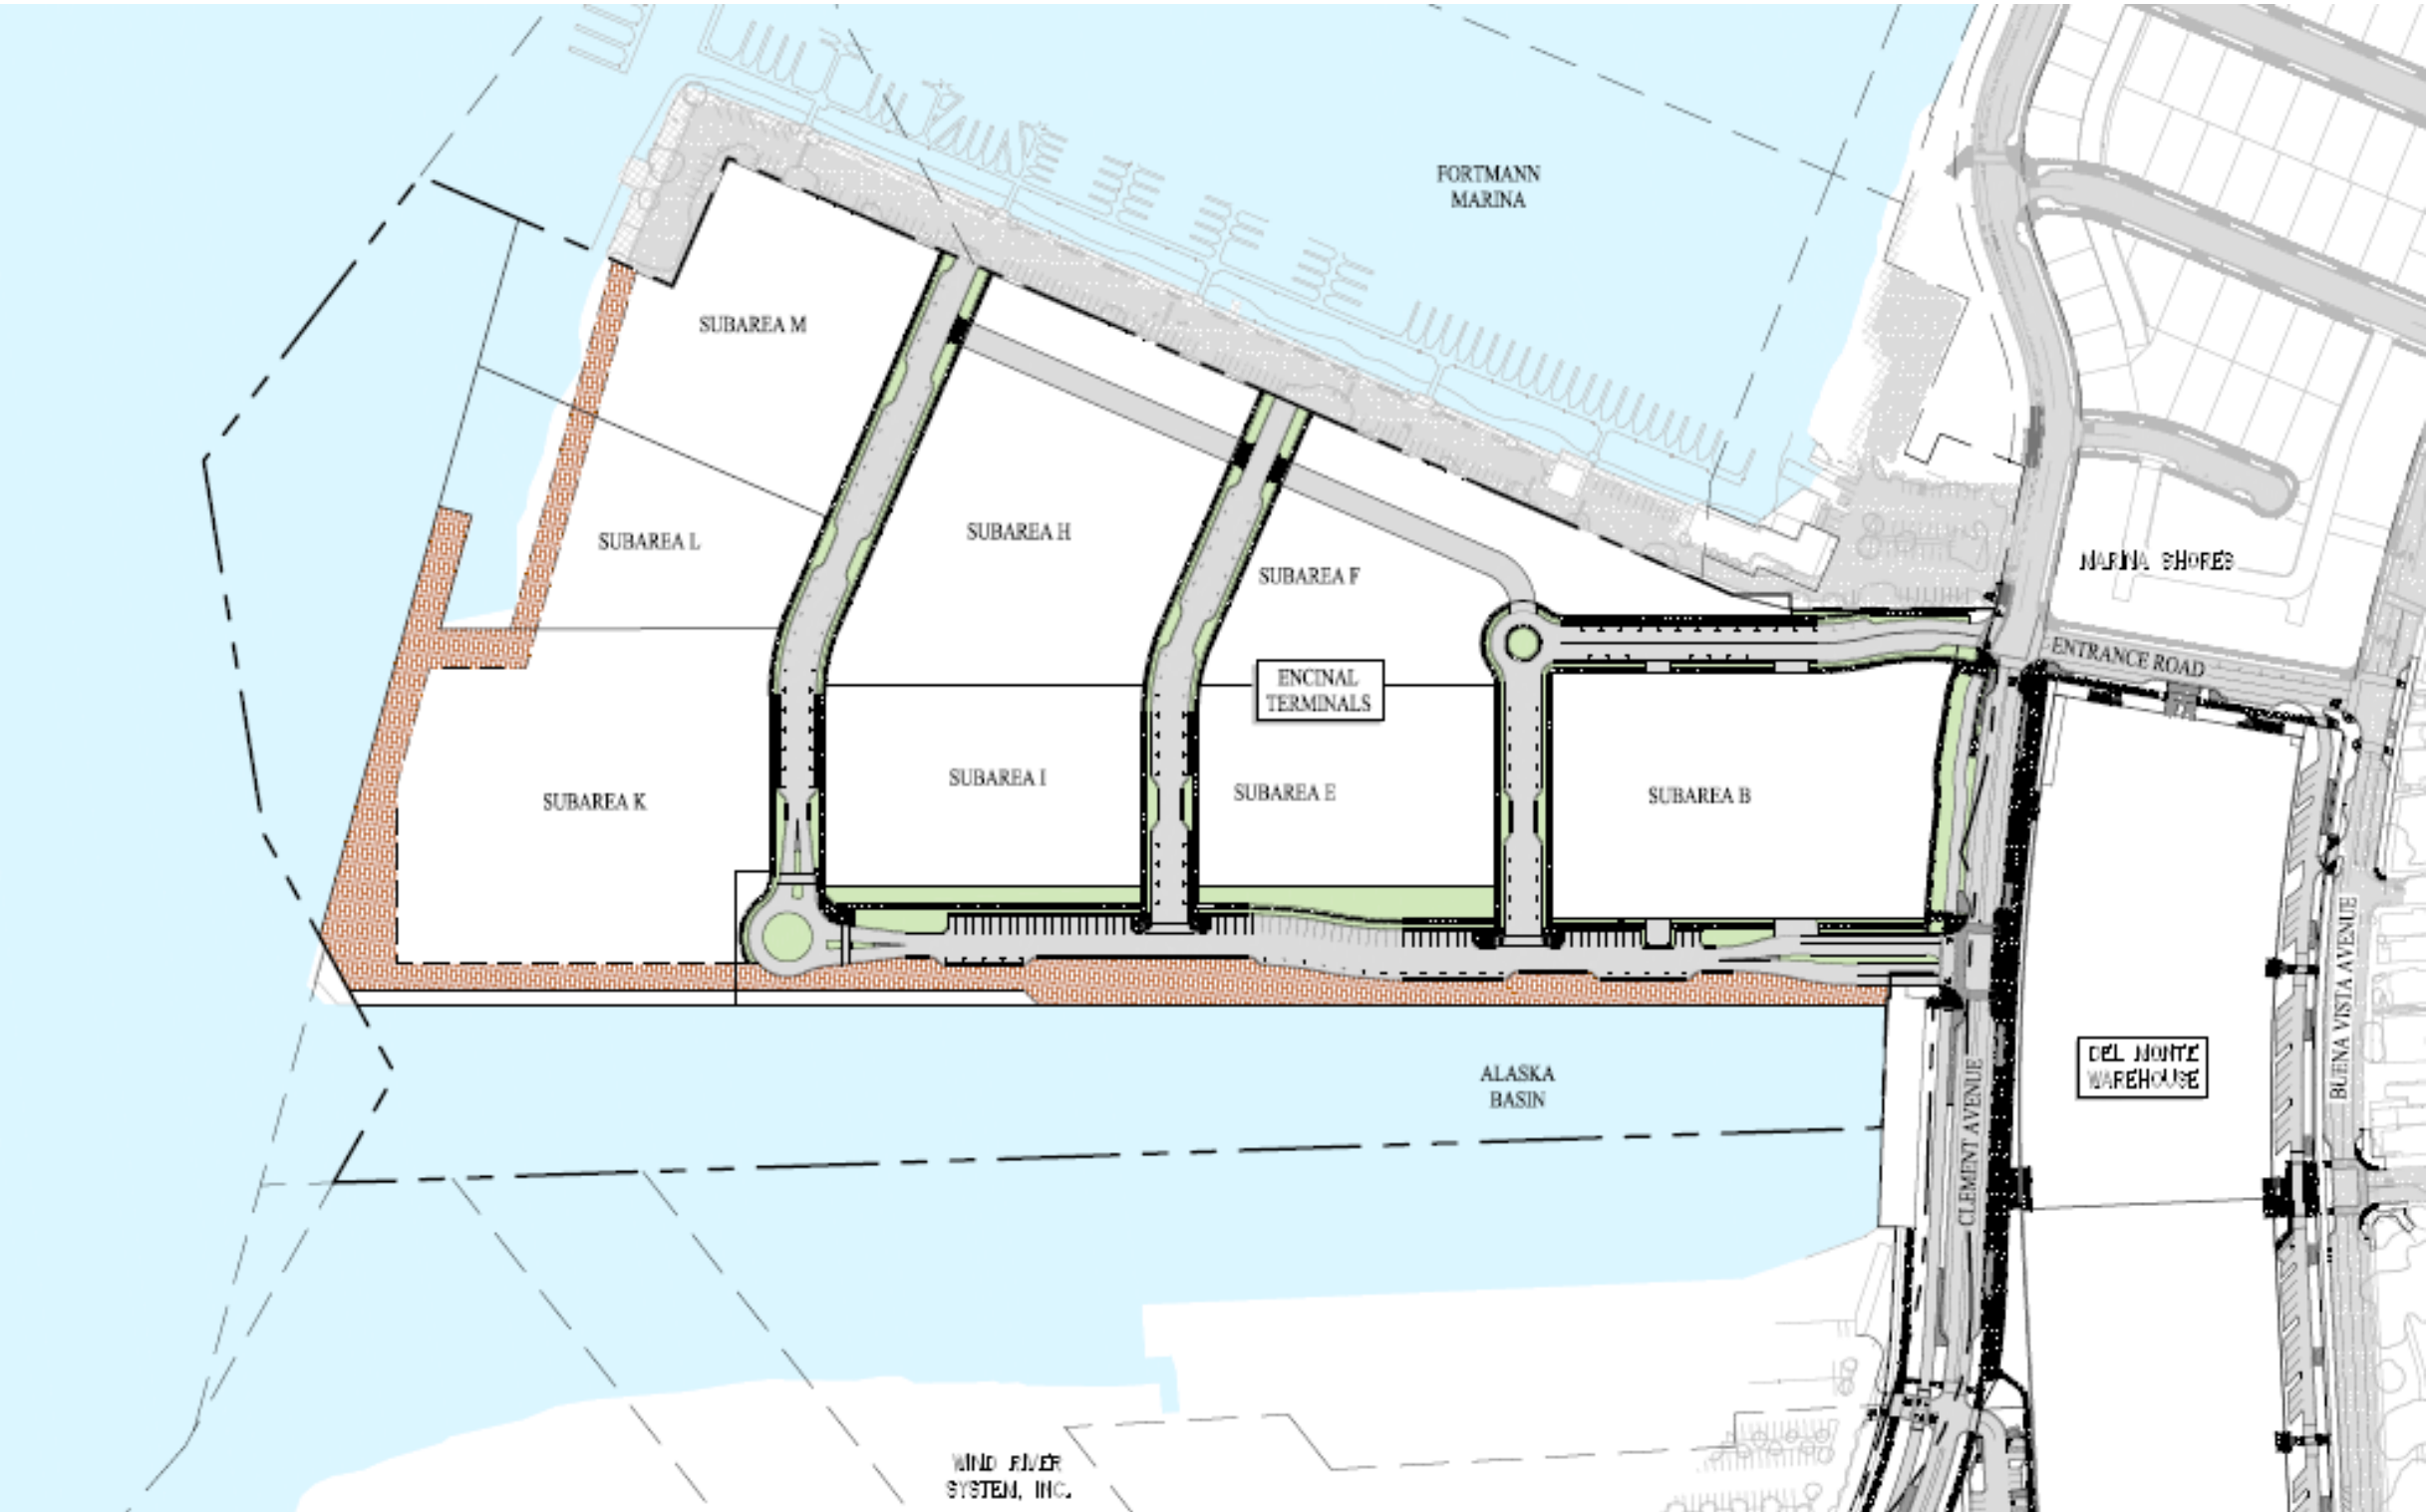 FORTMANN
MARINA
SUBAREA M
SUBAREA H
SUBAREA L
SUBAREA F
MARINA SHORES
ENTRANCE ROAD
ENCINAL
TERMINALS
SUBAREA K
SUBAREA I
SUBAREA E
SUBAREA B
BUENA VISTA AVENUE
DEL MONTE
WAREHOUSE
ALASKA
BASIN
CLEMENT AVENUE
WIND RIVER
SYSTEM, INC.